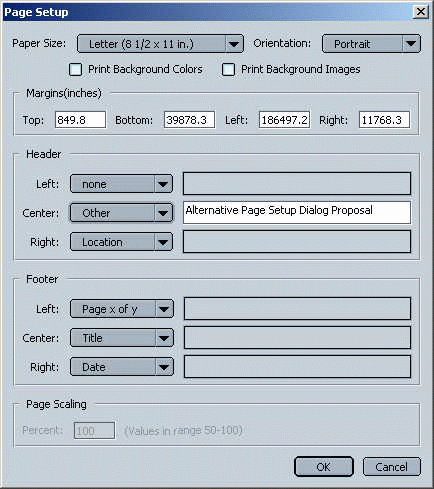 Page Setup
Paper Size: Letter (8 1/2 x 11 in.) Orientation: Portrait
Print Background Colors Print Background Images
Margins(inches)
Top: 849.8 Bottom: 39878.3 Left: 186497.2 Right: 11768.3
Header
Left: none
Center: Other Alternative Page Setup Dialog Proposal
Right: Location
Footer
Left: Page x of y
Center: Title
Right: Date
Page Scaling
Percent: 100 (Values in range 50-100)
OK Cancel